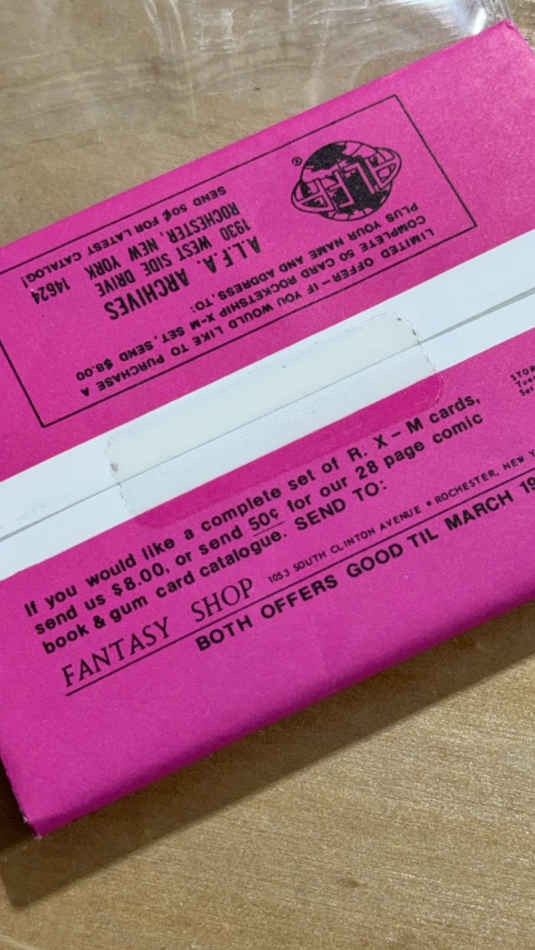 LIMITED OFFER—IF YOU WOULD LIKE TO PURCHASE A
COMPLETE 50 CARD ROCKETSHIP X-M SET, SEND $8.00
PLUS YOUR NAME AND ADDRESS, TO:
A.L.F.A. ARCHIVES
1930 WEST SIDE DRIVE
ROCHESTER, NEW YORK 14624
SEND 50¢ FOR LATEST CATALOG!
ALFA
®
If you would like a complete set of R. X – M cards,
send us $8.00, or send 50¢ for our 28 page comic
book & gum card catalogue. SEND TO:
FANTASY SHOP 1053 SOUTH CLINTON AVENUE • ROCHESTER, NEW Y
BOTH OFFERS GOOD TIL MARCH 19